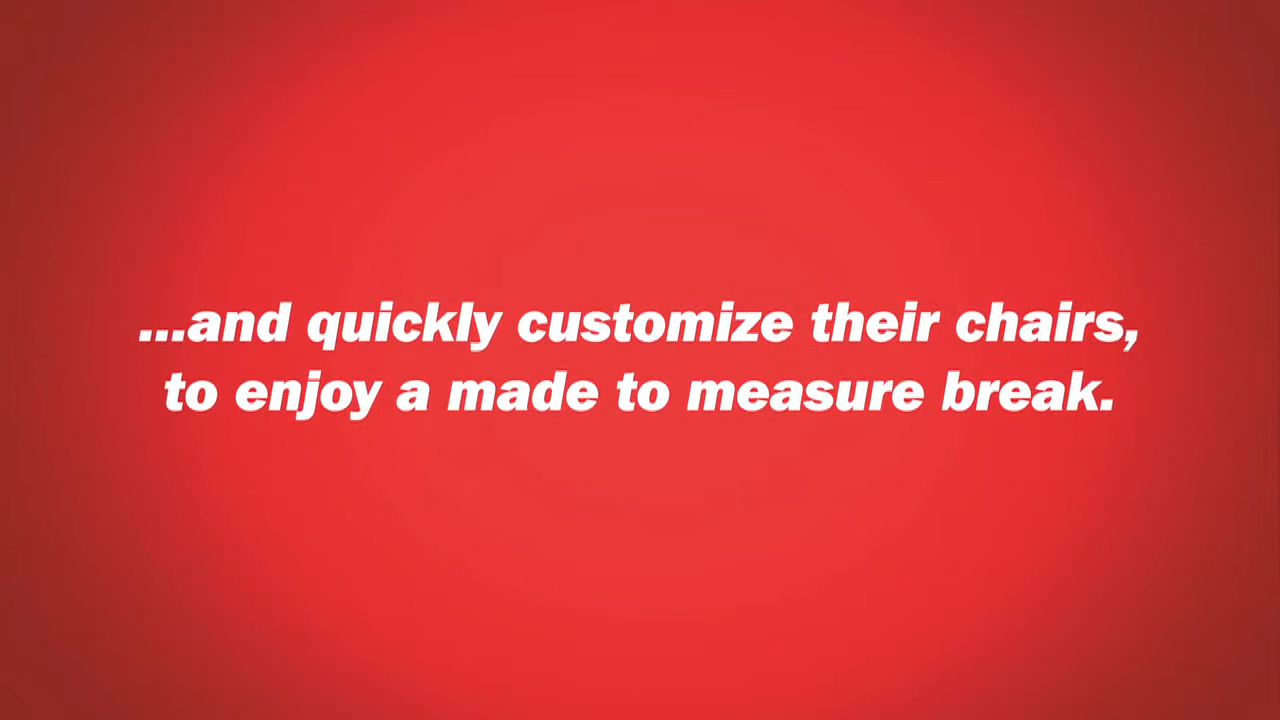 ...and quickly customize their chairs,
to enjoy a made to measure break.